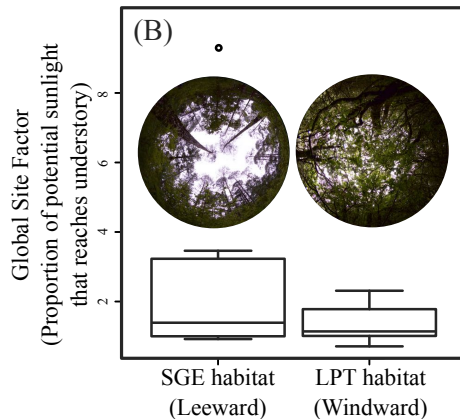 (B)
Global Site Factor
(Proportion of potential sunlight
that reaches understory)
8
6
4
2
SGE habitat
(Leeward)
LPT habitat
(Windward)